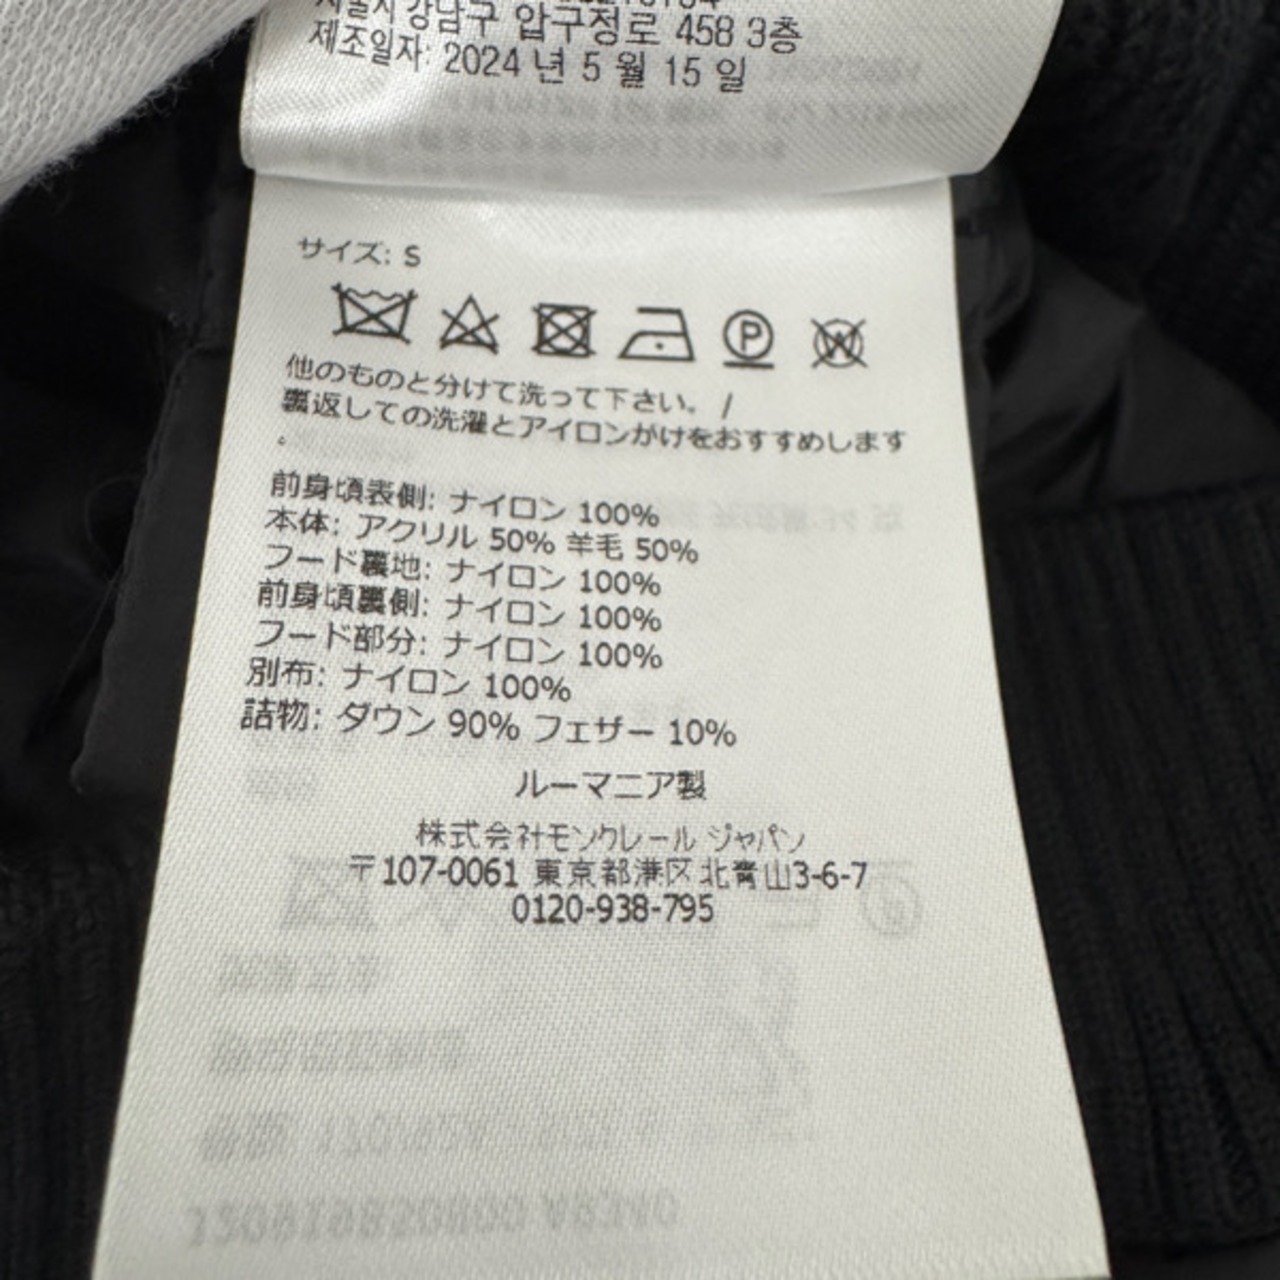 서울시 강남구 압구정로 458 3층
제조일자: 2024 년 5 월 15 일
サイズ: S
P W
他のものと分けて洗って下さい。 /
裏返しての洗濯とアイロンがけをおすすめします
。
前身頃表側: ナイロン 100%
本体: アクリル 50% 羊毛 50%
フード裏地: ナイロン 100%
前身頃裏側: ナイロン 100%
フード部分: ナイロン 100%
別布: ナイロン 100%
詰物: ダウン 90% フェザー 10%
ルーマニア製
株式会社モンクレール ジャパン
〒107-0061 東京都港区北青山3-6-7
0120-938-795